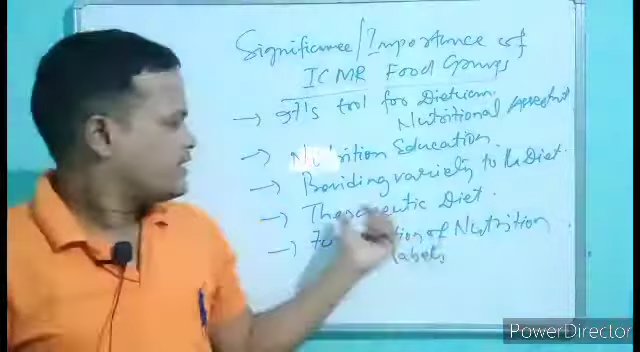 Significance/Importance of
ICMR Food Groups
→ It's tool for Dietician
Nutritional
→ Nutrition Education.
→ Providing variety to the Diet.
→ Therapeutic Diet.
→ of Nutrition
labels
PowerDirector